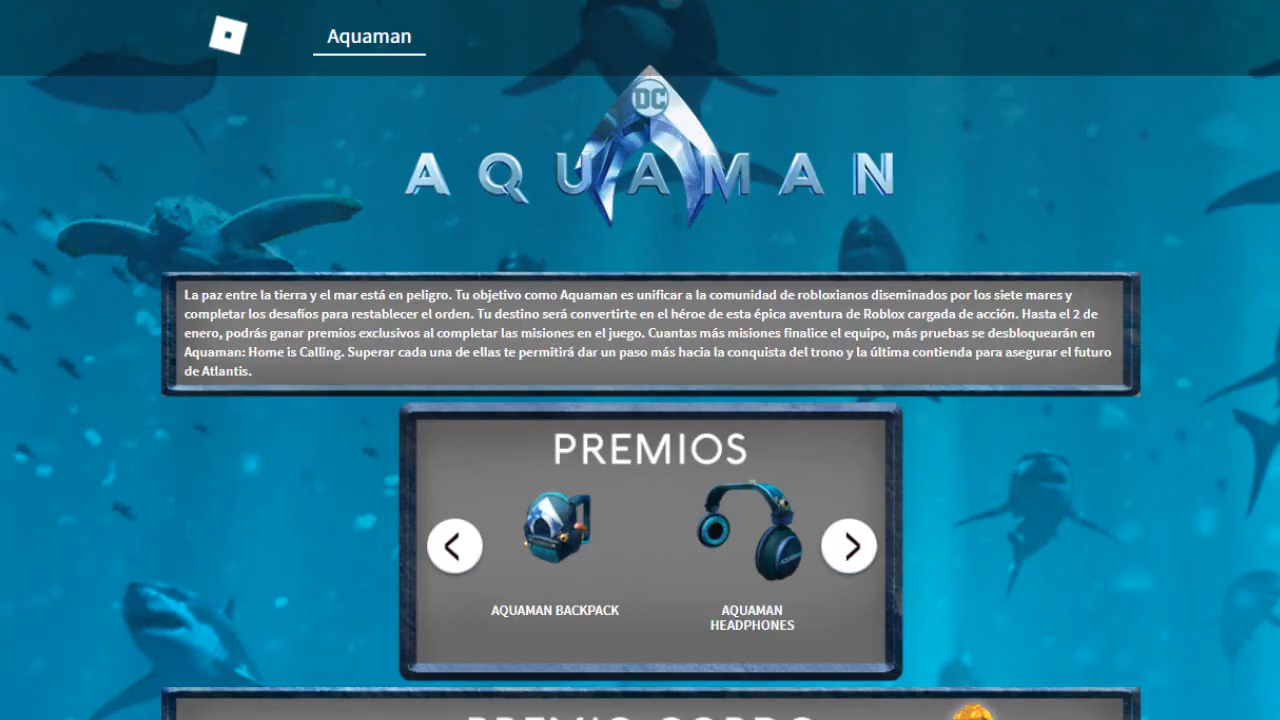 Aquaman
DC
AQUAMAN
La paz entre la tierra y el mar está en peligro. Tu objetivo como Aquaman es unificar a la comunidad de robloxianos diseminados por los siete mares y
completar los desafíos para restablecer el orden. Tu destino será convertirte en el héroe de esta épica aventura de Roblox cargada de acción. Hasta el 2 de
enero, podrás ganar premios exclusivos al completar las misiones en el juego. Cuantas más misiones finalice el equipo, más pruebas se desbloquearán en
Aquaman: Home is Calling. Superar cada una de ellas te permitirá dar un paso más hacia la conquista del trono y la última contienda para asegurar el futuro
de Atlantis.
PREMIOS
AQUAMAN BACKPACK
AQUAMAN
HEADPHONES
PREMIO GORDO